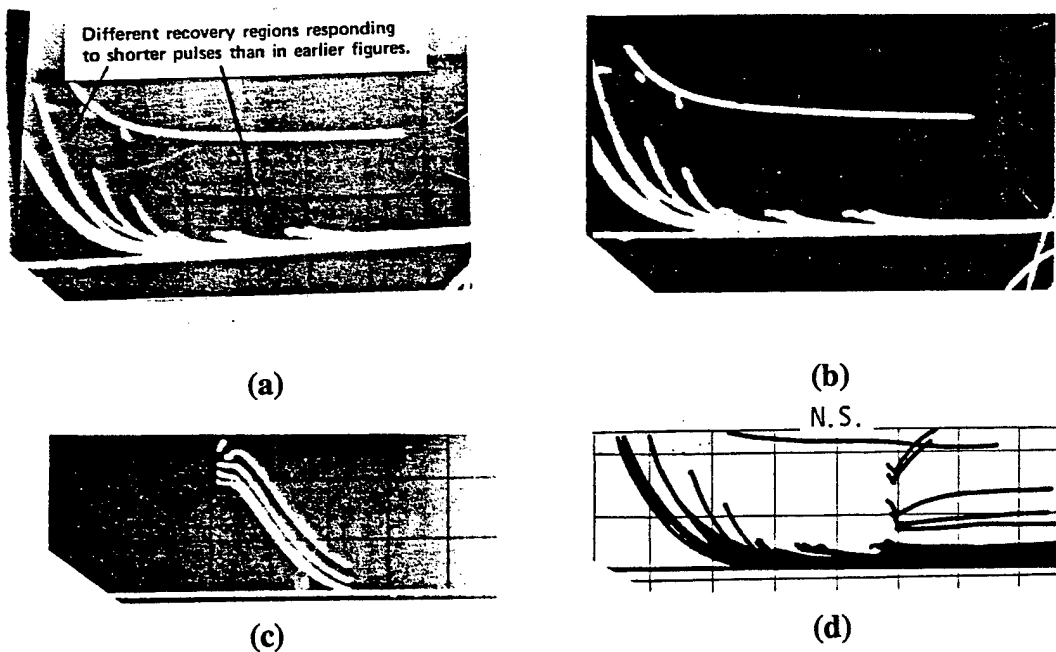 Different recovery regions responding
to shorter pulses than in earlier figures.
(a)
(b)
N.S.
(c)
(d)